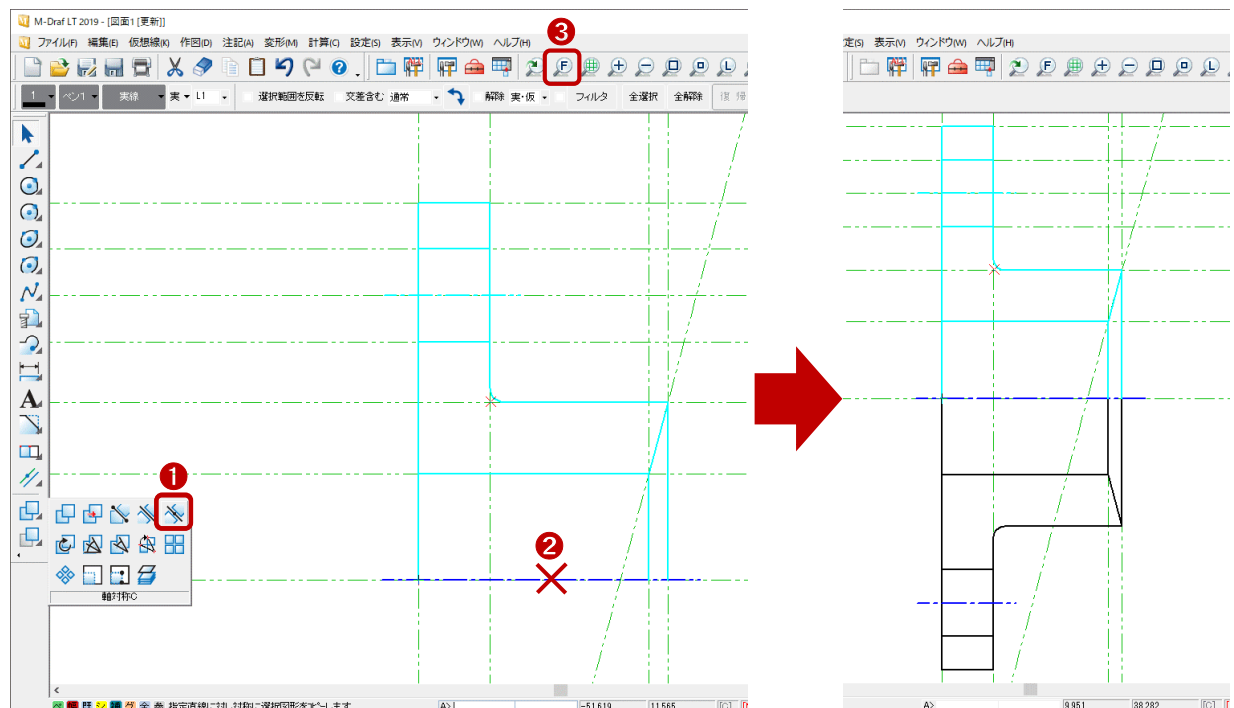 M-Draf LT 2019 - [図面1 [更新]]
ファイル(F) 編集(E) 仮想線(K) 作図(D) 注記(A) 変形(M) 計算(C) 設定(S) 表示(V) ウィンドウ(W) ヘルプ(H)
3
F L
1 ペン1 実線 実 L1 選択範囲を反転 交差含む 通常 解除 実・仮 フィルタ 全選択 全解除 復帰
A
1
2
軸対称C
指定直線に対し対称に選択図形をコピーします A> -51.619 11.565 [C]
定(S) 表示(V) ウィンドウ(W) ヘルプ(H)
F L
A> 9.951 38.282 [C]